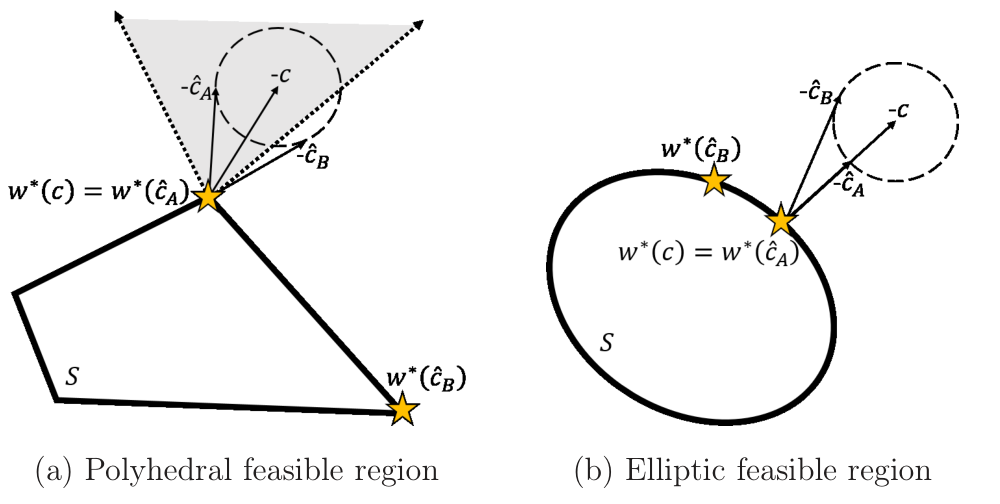 -ĉ_A
-c
-ĉ_B
w*(c) = w*(ĉ_A)
S
w*(ĉ_B)
(a) Polyhedral feasible region
-ĉ_B
-c
-ĉ_A
w*(ĉ_B)
w*(c) = w*(ĉ_A)
S
(b) Elliptic feasible region